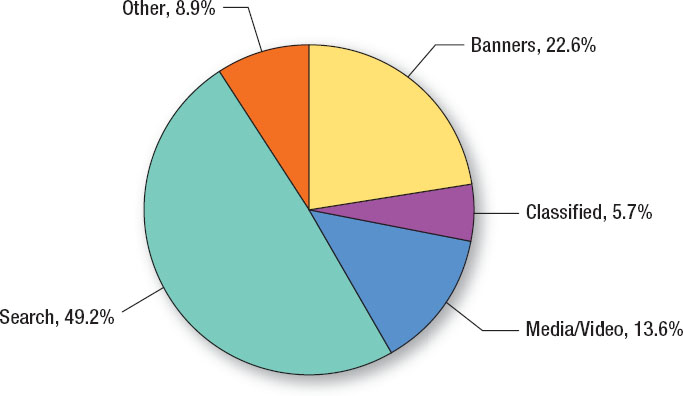 Other, 8.9%
Banners, 22.6%
Classified, 5.7%
Search, 49.2%
Media/Video, 13.6%